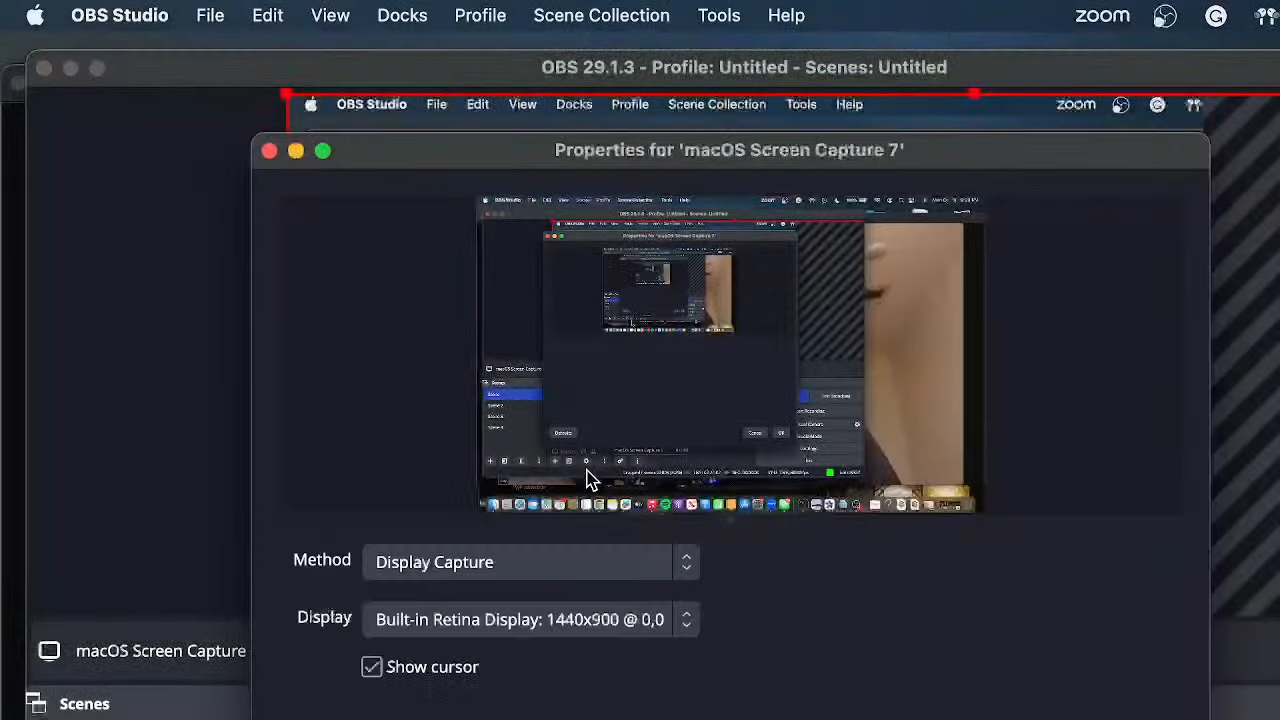 OBS Studio File Edit View Docks Profile Scene Collection Tools Help zoom
OBS 29.1.3 - Profile: Untitled - Scenes: Untitled
OBS Studio File Edit View Docks Profile Scene Collection Tools Help zoom
Properties for 'macOS Screen Capture 7'
Method Display Capture
Display Built-in Retina Display: 1440x900 @ 0,0
Show cursor
macOS Screen Capture
Scenes